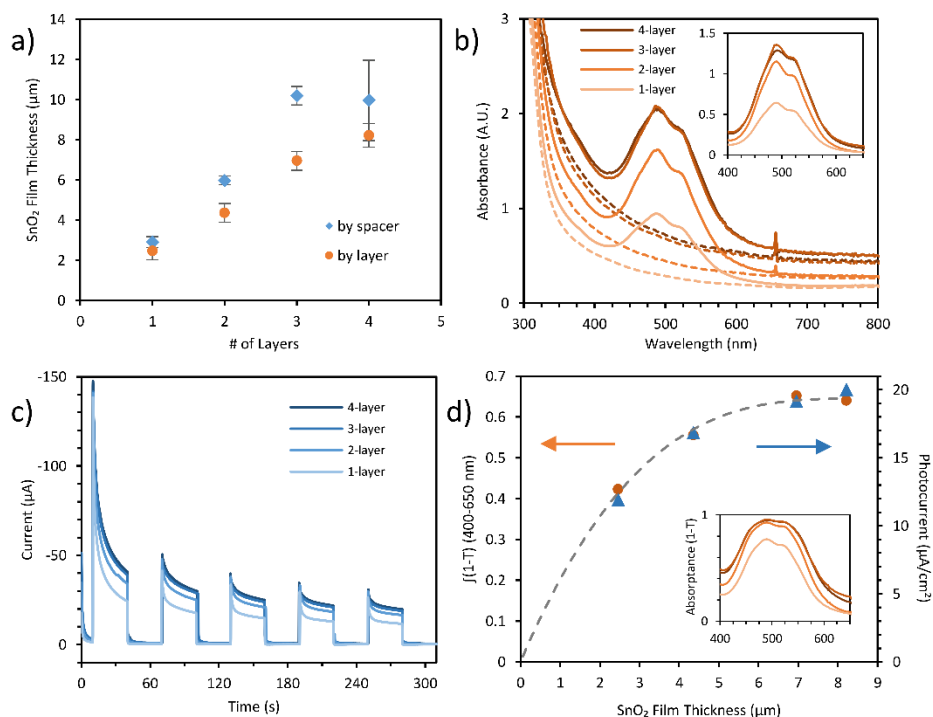 a)
14
12
10
8
6
4
2
0
SnO₂ Film Thickness (µm)
by spacer
by layer
0 1 2 3 4 5
# of Layers
b)
3
2
1
0
Absorbance (A.U.)
4-layer
3-layer
2-layer
1-layer
1.5
1
0.5
0
400 500 600
300 400 500 600 700 800
Wavelength (nm)
c)
-150
-100
-50
0
Current (µA)
4-layer
3-layer
2-layer
1-layer
0 60 120 180 240 300
Time (s)
d)
0.7
0.6
0.5
0.4
0.3
0.2
0.1
0
∫(1-T) (400-650 nm)
20
15
10
5
0
Photocurrent (µA/cm²)
Absorptance (1-T)
1
0
400 500 600
0 1 2 3 4 5 6 7 8 9
SnO₂ Film Thickness (µm)